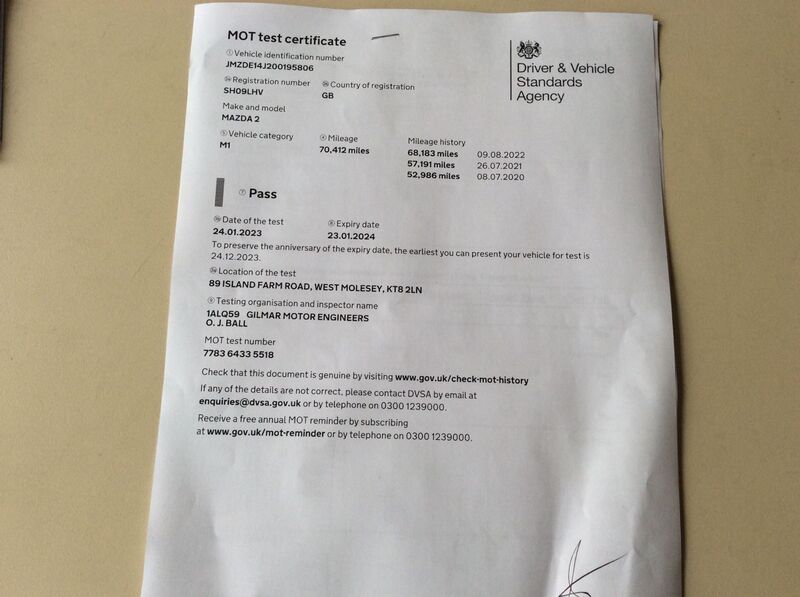 MOT test certificate
Driver & Vehicle
Standards
Agency
① Vehicle identification number
JMZDE14J200195806
Registration number
Country of registration
SH09LHV
GB
Make and model
MAZDA 2
⑤ Vehicle category
④ Mileage
Mileage history
M1
70,412 miles
68,183 miles 09.08.2022
57,191 miles 26.07.2021
52,986 miles 08.07.2020
⑦ Pass
Date of the test
⑧ Expiry date
24.01.2023
23.01.2024
To preserve the anniversary of the expiry date, the earliest you can present your vehicle for test is
24.12.2023.
Location of the test
89 ISLAND FARM ROAD, WEST MOLESEY, KT8 2LN
⑨ Testing organisation and inspector name
1ALQ59 GILMAR MOTOR ENGINEERS
O. J. BALL
MOT test number
7783 6433 5518
Check that this document is genuine by visiting www.gov.uk/check-mot-history
If any of the details are not correct, please contact DVSA by email at
enquiries@dvsa.gov.uk or by telephone on 0300 1239000.
Receive a free annual MOT reminder by subscribing
at www.gov.uk/mot-reminder or by telephone on 0300 1239000.